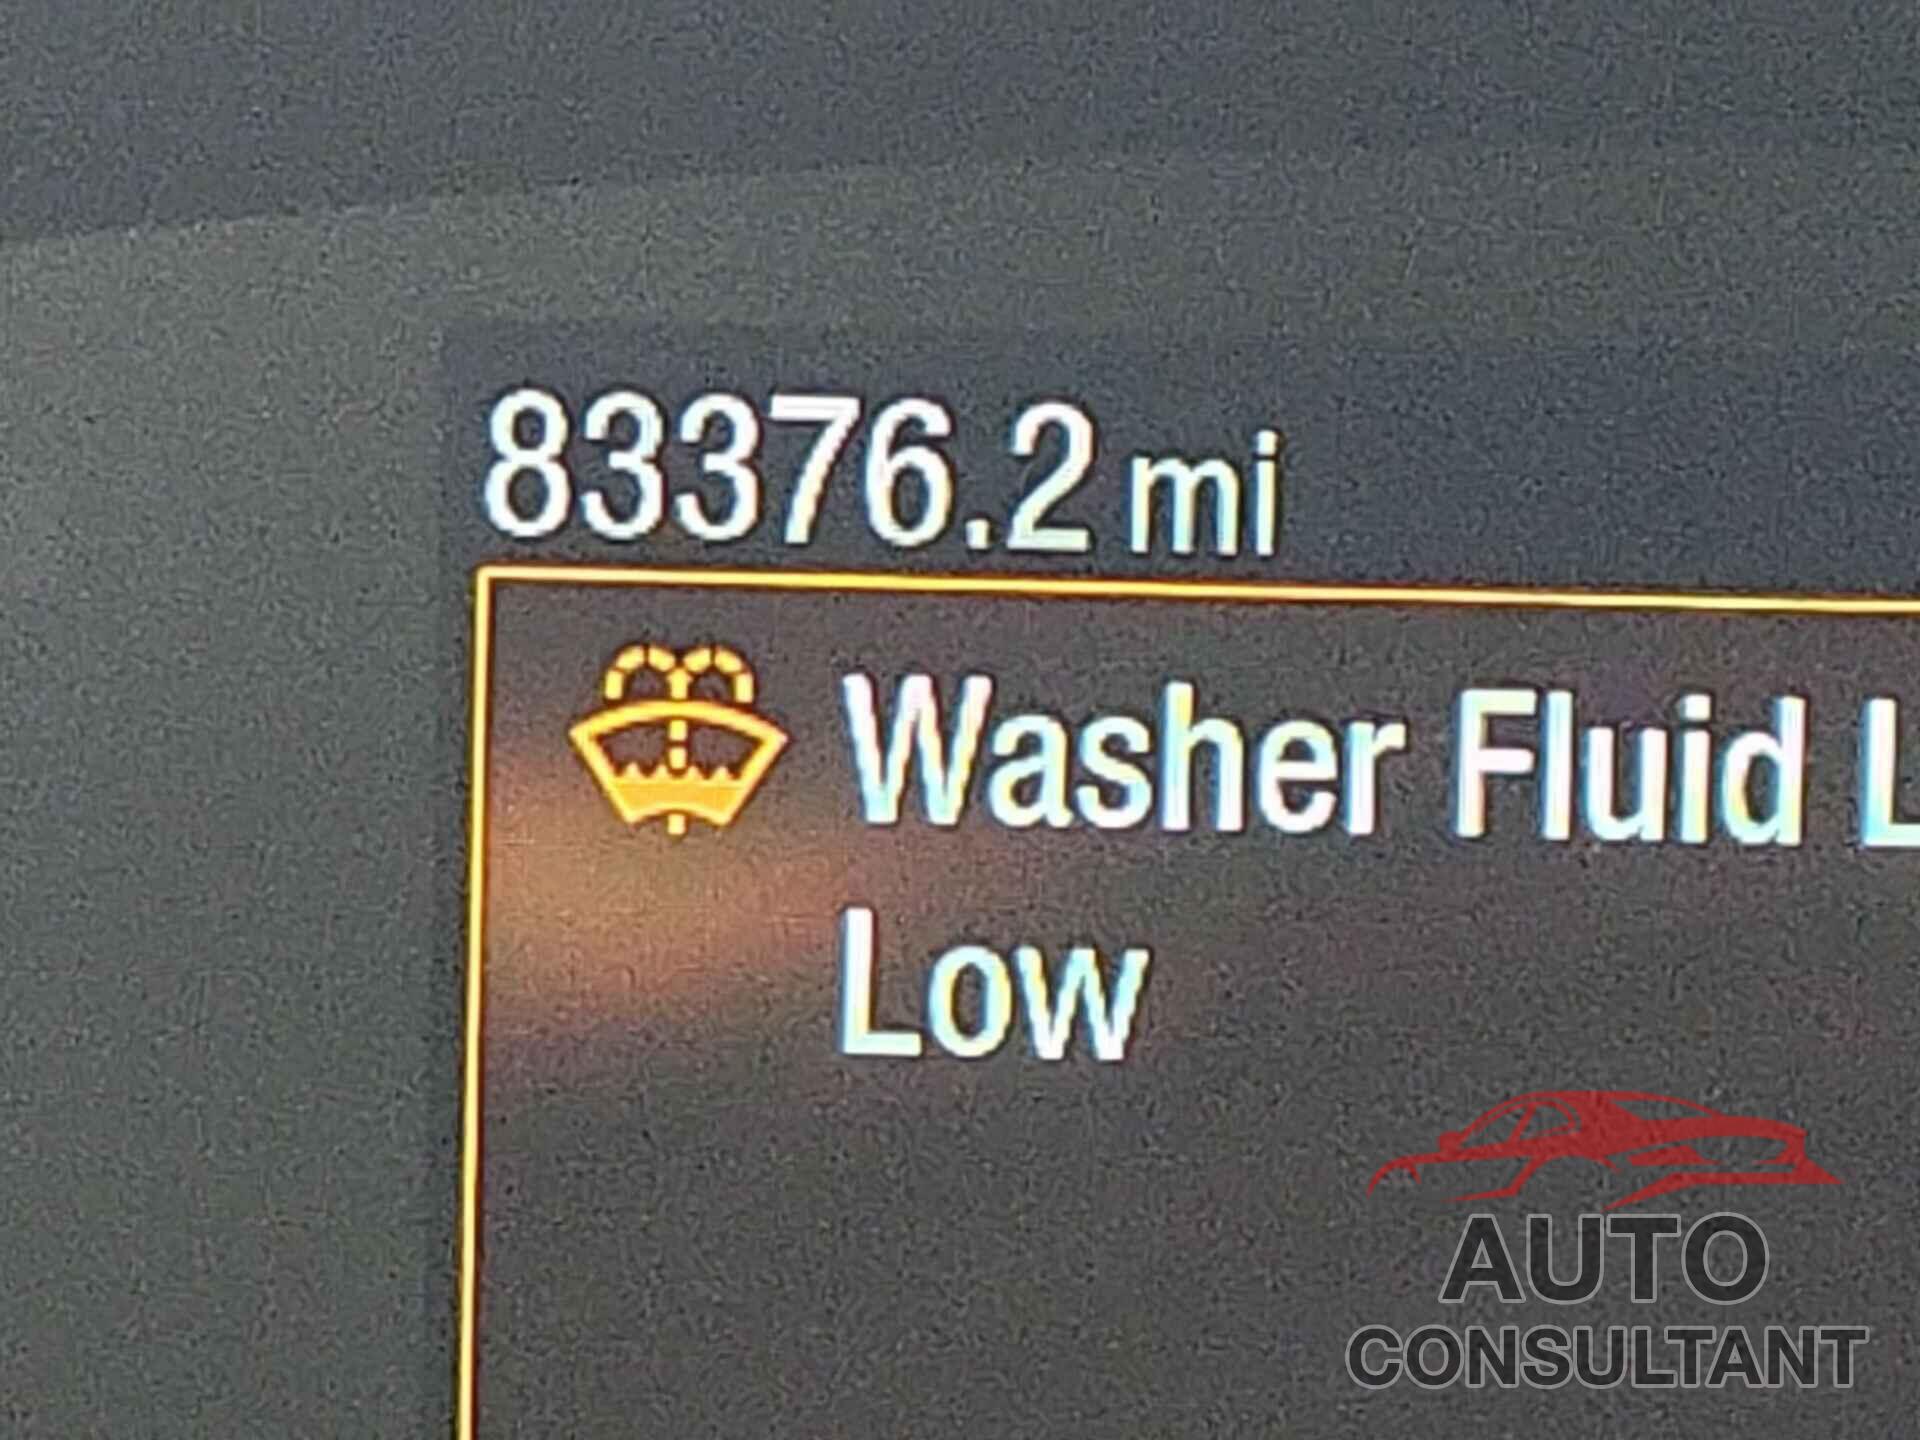 83376.2 mi
Washer Fluid L
Low
AUTO
CONSULTANT